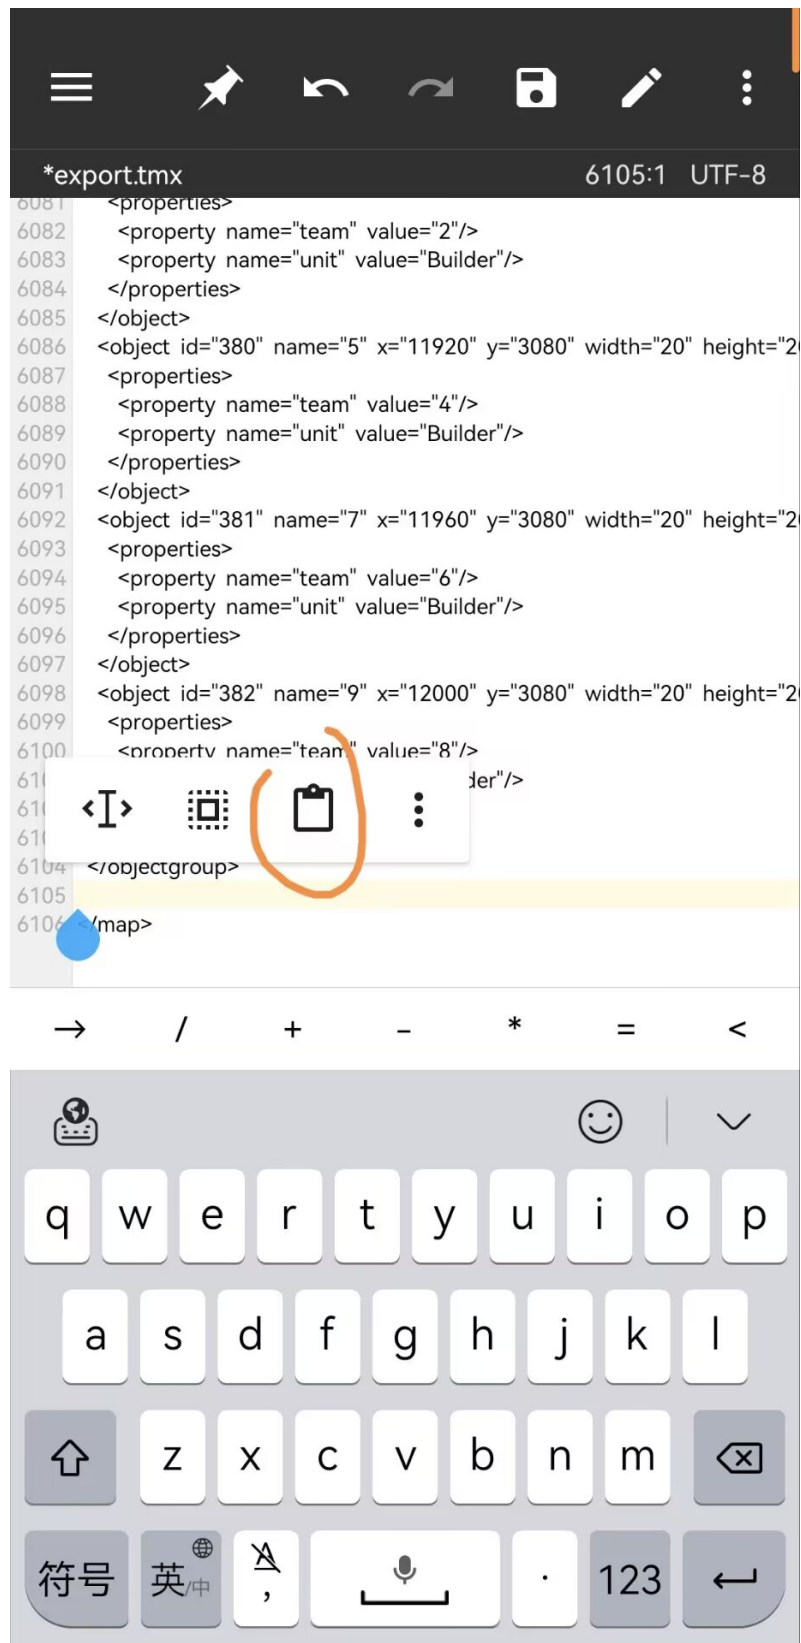 *export.tmx 6105:1 UTF-8
6081 <properties>
6082 <property name="team" value="2"/>
6083 <property name="unit" value="Builder"/>
6084 </properties>
6085 </object>
6086 <object id="380" name="5" x="11920" y="3080" width="20" height="2
6087 <properties>
6088 <property name="team" value="4"/>
6089 <property name="unit" value="Builder"/>
6090 </properties>
6091 </object>
6092 <object id="381" name="7" x="11960" y="3080" width="20" height="2
6093 <properties>
6094 <property name="team" value="6"/>
6095 <property name="unit" value="Builder"/>
6096 </properties>
6097 </object>
6098 <object id="382" name="9" x="12000" y="3080" width="20" height="2
6099 <properties>
6100 <property name="team" value="8"/>
61 der"/>
61
61
6104 </objectgroup>
6105
6106 </map>
→ / + - * = <
q w e r t y u i o p
a s d f g h j k l
z x c v b n m
符号 英/中 , . 123